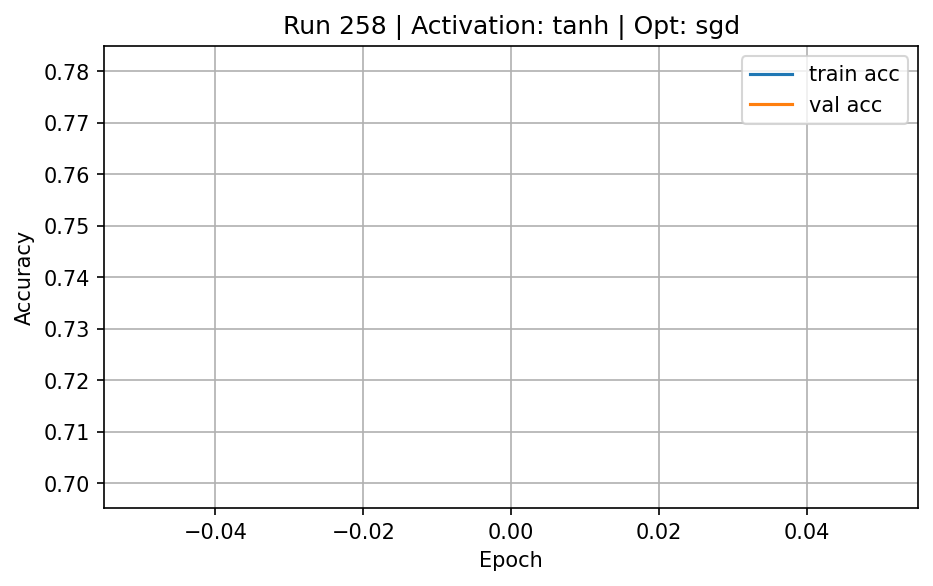 Run 258 | Activation: tanh | Opt: sgd
train acc
val acc
Accuracy
0.78
0.77
0.76
0.75
0.74
0.73
0.72
0.71
0.70
−0.04
−0.02
0.00
0.02
0.04
Epoch